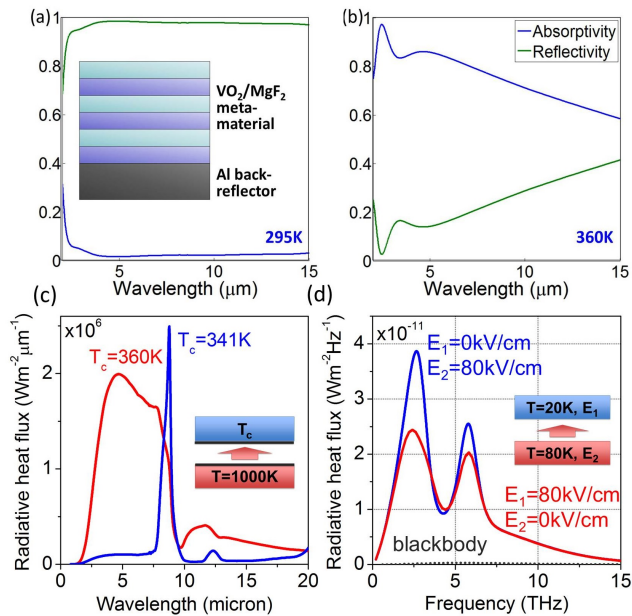 (a)
1
0.8
0.6
0.4
0.2
0
VO₂/MgF₂
meta-
material
Al back-
reflector
295K
5 10 15
Wavelength (μm)
(b)
Absorptivity
Reflectivity
1
0.8
0.6
0.4
0.2
0
360K
5 10 15
Wavelength (μm)
(c)
Radiative heat flux (Wm⁻²μm⁻¹)
x10⁶
T_c=360K
T_c=341K
2
1
0
T_c
T=1000K
0 5 10 15 20
Wavelength (micron)
(d)
Radiative heat flux (Wm⁻²Hz⁻¹)
x10⁻¹¹
E₁=0kV/cm
E₂=80kV/cm
4
3
2
1
0
T=20K, E₁
T=80K, E₂
E₁=80kV/cm
E₂=0kV/cm
blackbody
0 5 10 15
Frequency (THz)